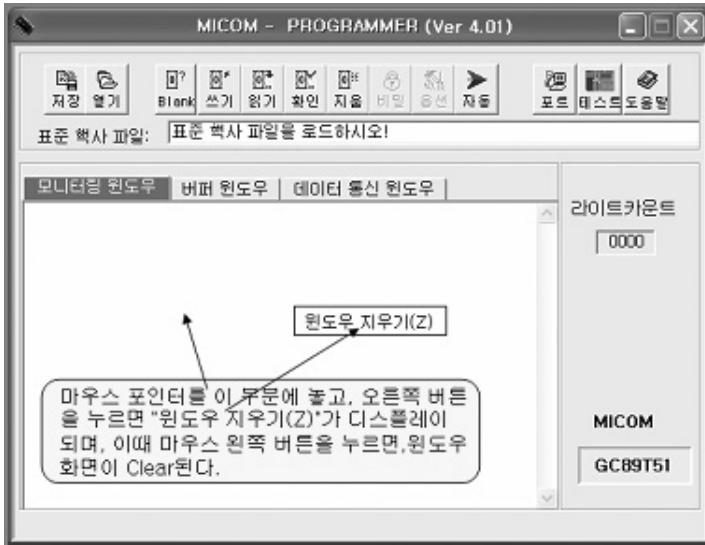 MICOM - PROGRAMMER (Ver 4.01)
저장 열기 Blank 쓰기 읽기 확인 지움 비밀 옵션 자동 포트 테스트 도움말
표준 헥사 파일: 표준 헥사 파일을 로드하시오!
모니터링 윈도우 버퍼 윈도우 데이터 통신 윈도우
라이트카운트
0000
윈도우 지우기(Z)
마우스 포인터를 이 부분에 놓고, 오른쪽 버튼
을 누르면 "윈도우 지우기(Z)"가 디스플레이
되며, 이때 마우스 왼쪽 버튼을 누르면,윈도우
화면이 Clear된다.
MICOM
GC89T51